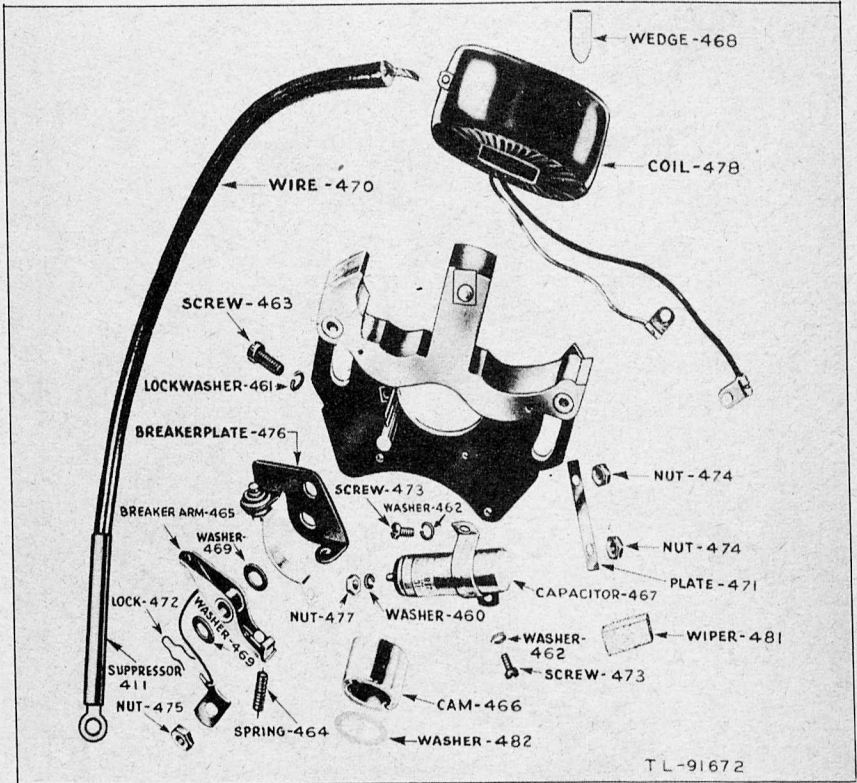 WEDGE-468
COIL-478
WIRE-470
SCREW-463
LOCKWASHER-461
BREAKERPLATE-476
SCREW-473
WASHER-462
NUT-474
BREAKER ARM-465
WASHER-
469
NUT-474
PLATE-471
CAPACITOR-467
LOCK-472
WASHER
-469
NUT-477
WASHER-460
WASHER-
462
WIPER-481
SUPPRESSOR
411
SCREW-473
NUT-475
SPRING-464
CAM-466
WASHER-482
TL-91672